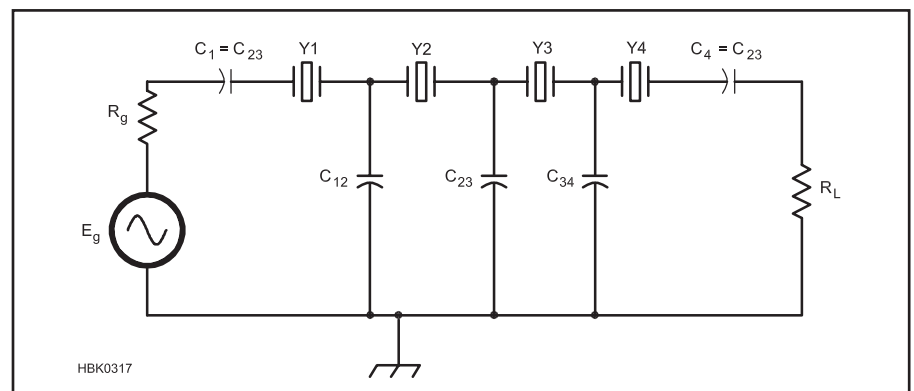 C1 = C23
Y1
Y2
Y3
Y4
C4 = C23
Rg
C12
C23
C34
RL
Eg
HBK0317